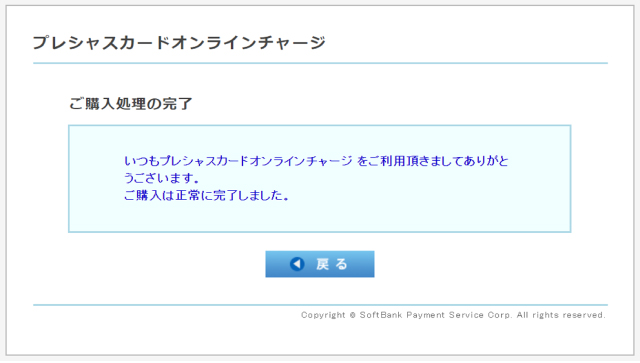 プレシャスカードオンラインチャージ
ご購入処理の完了
いつもプレシャスカードオンラインチャージ をご利用頂きましてありがと
うございます。
ご購入は正常に完了しました。
戻る
Copyright © SoftBank Payment Service Corp. All rights reserved.